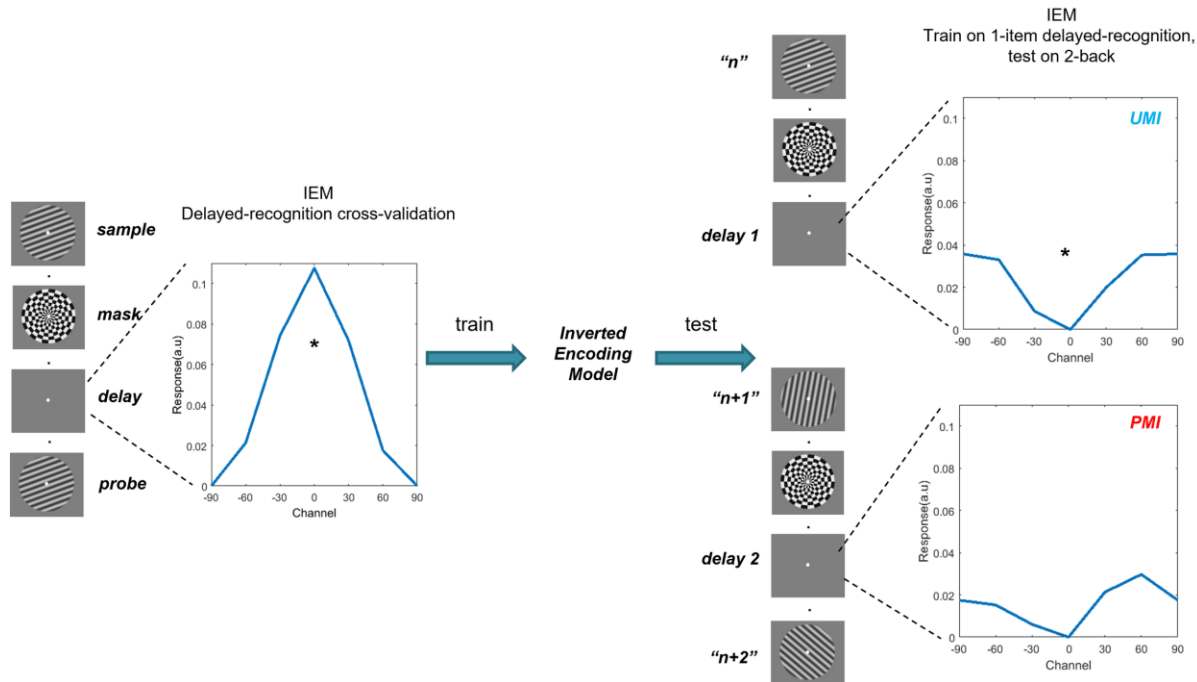 IEM
Delayed-recognition cross-validation
sample
mask
delay
probe
Response(a.u)
0.1
0.08
0.06
0.04
0.02
0
*
-90 -60 -30 0 30 60 90
Channel
train
Inverted
Encoding
Model
test
IEM
Train on 1-item delayed-recognition,
test on 2-back
“n”
delay 1
UMI
Response(a.u)
0.1
0.08
0.06
0.04
0.02
0
*
-90 -60 -30 0 30 60 90
Channel
“n+1”
delay 2
“n+2”
PMI
Response(a.u)
0.1
0.08
0.06
0.04
0.02
0
-90 -60 -30 0 30 60 90
Channel